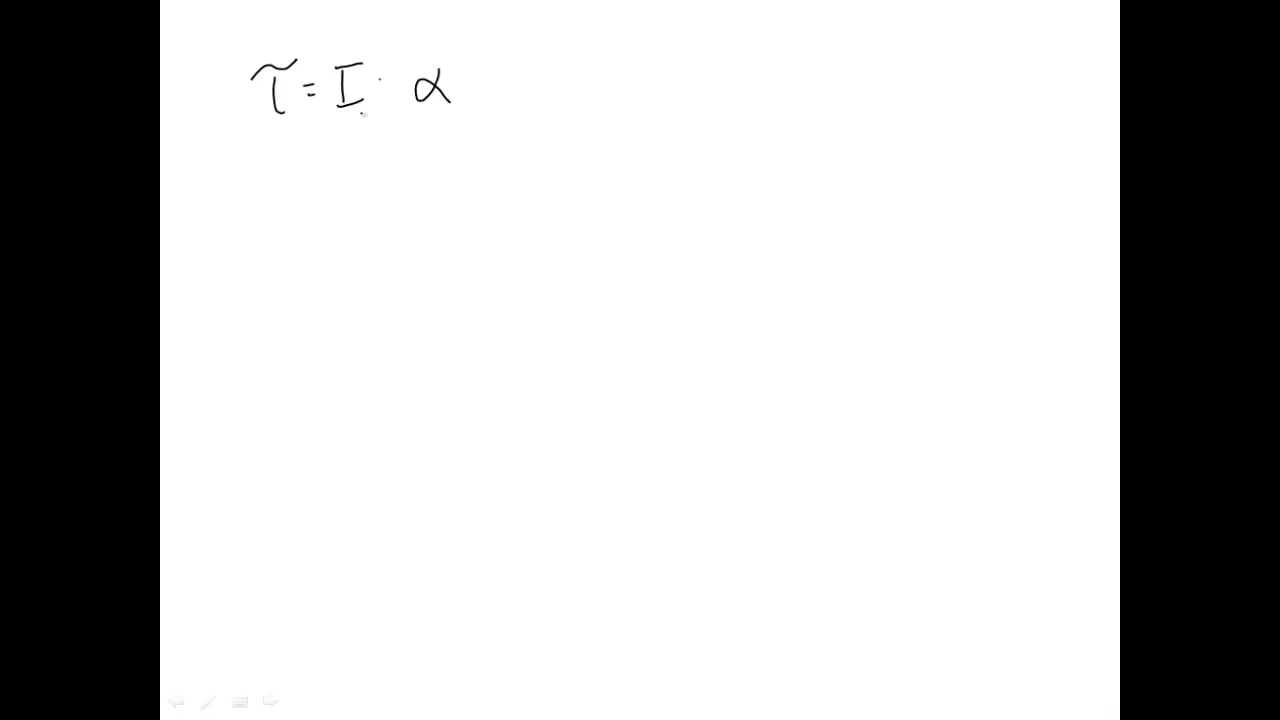 τ = I · α